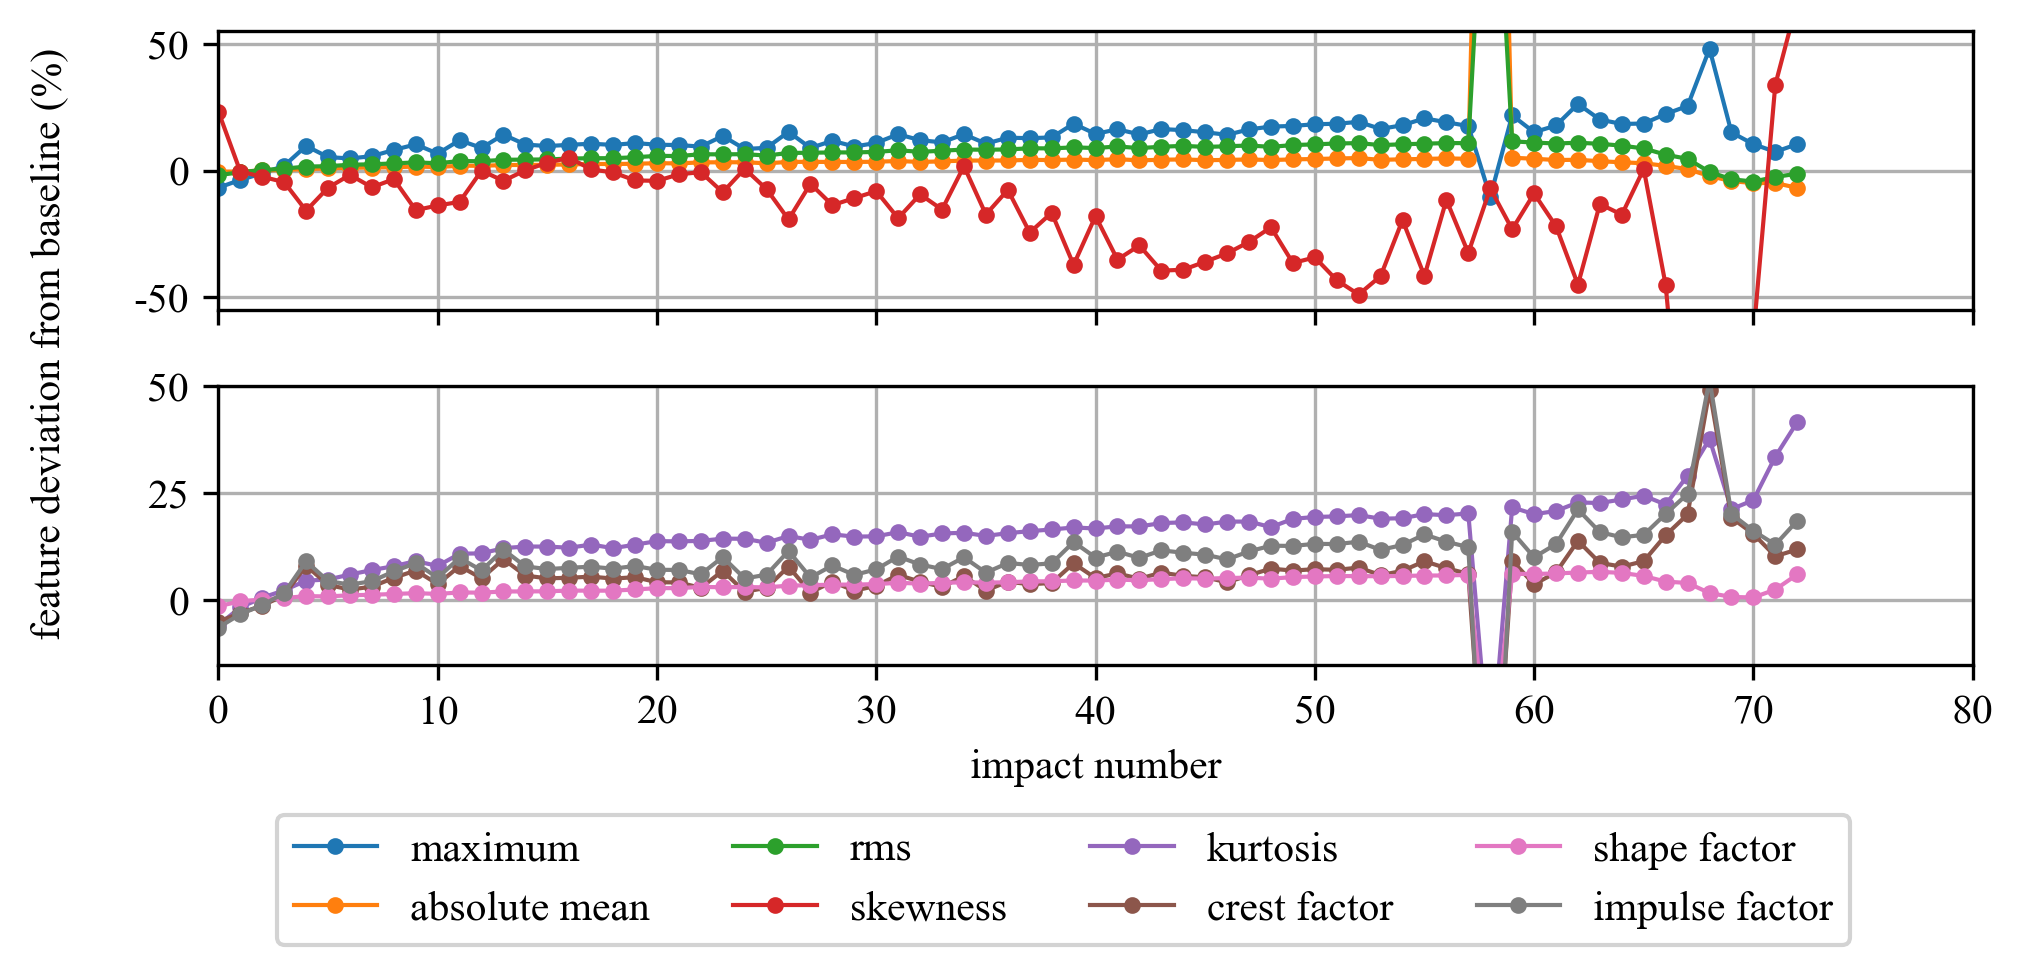 feature deviation from baseline (%)
50
0
-50
50
25
0
0 10 20 30 40 50 60 70 80
impact number
maximum rms kurtosis shape factor
absolute mean skewness crest factor impulse factor